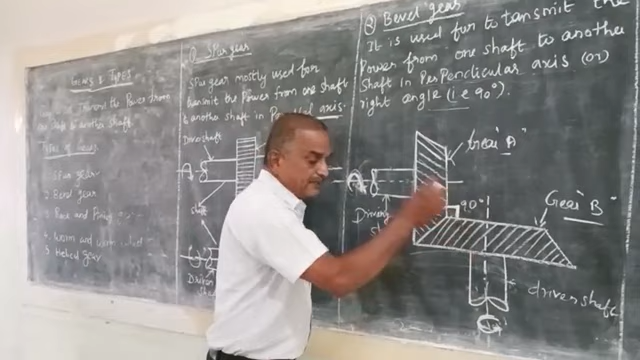 GEARS & TYPES
transmit the Power from
one shaft to another shaft.
Types of Gears
1. SPur gear
2. Bevel gear
3. Rack and Pinion
4. Worm and worm wheel
5. Helical gear
① SPur gear
SPur gear mostly used for
transmit the Power from one shaft
to another shaft in Parallel axis.
Drivershaft
shaft
Driven
② Bevel gear
It is used for to transmit the
Power from one shaft to another
shaft in PerPendicular axis (or)
right angle (i.e 90°).
Gear "A"
90°
Gear "B"
driven shaft